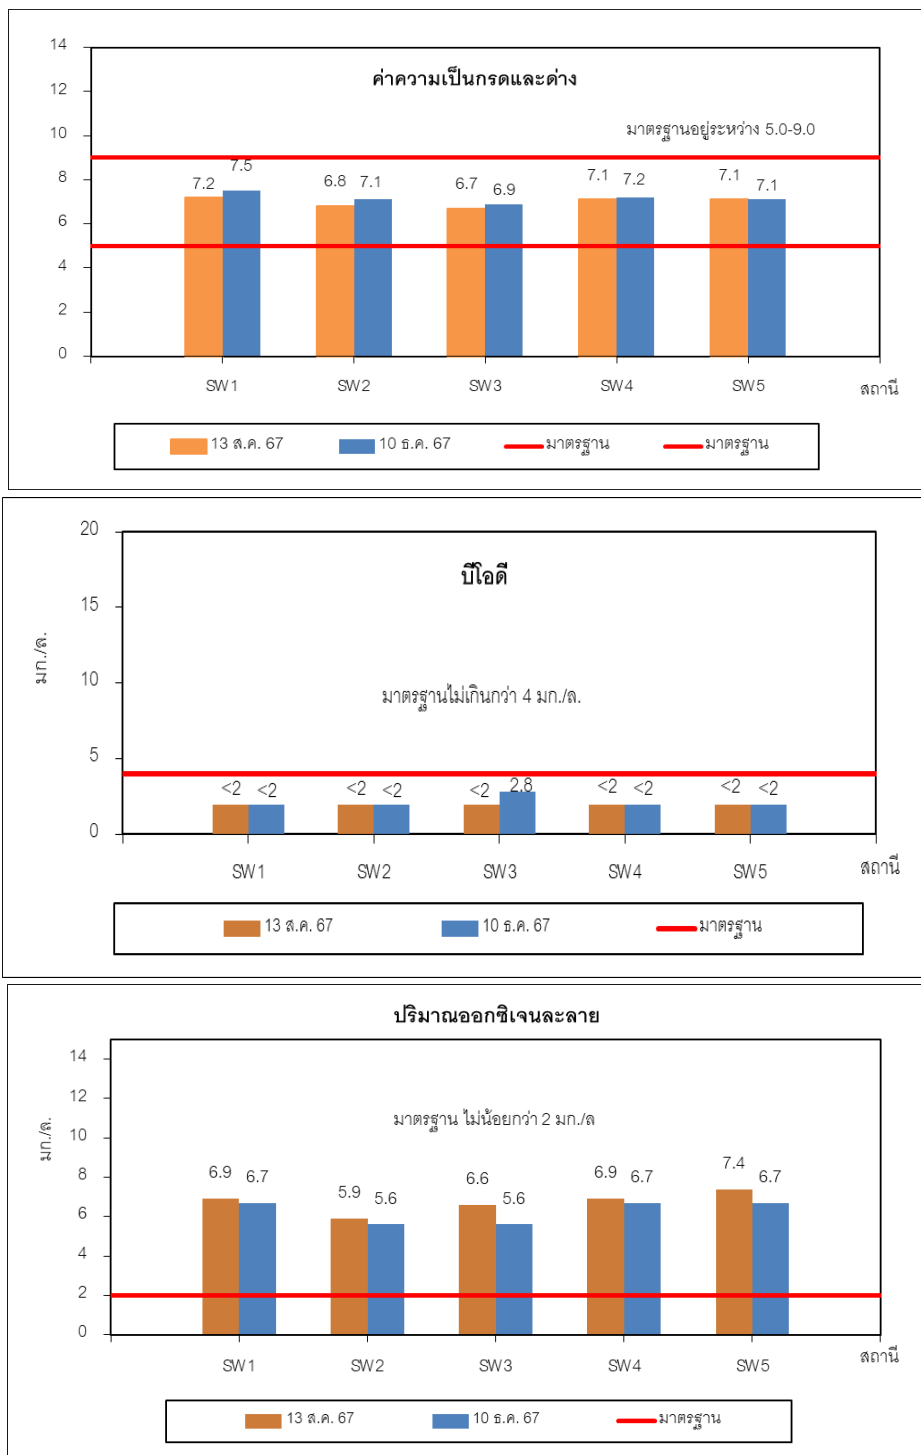 ค่าความเป็นกรดและด่าง
มาตรฐานอยู่ระหว่าง 5.0-9.0
14
12
10
8
6
4
2
0
7.2 7.5 6.8 7.1 6.7 6.9 7.1 7.2 7.1 7.1
SW1 SW2 SW3 SW4 SW5 สถานี
13 ส.ค. 67 10 ธ.ค. 67 มาตรฐาน มาตรฐาน
บีโอดี
มก./ล.
มาตรฐานไม่เกินกว่า 4 มก./ล.
20
15
10
5
0
<2 <2 <2 <2 <2 2.8 <2 <2 <2 <2
SW1 SW2 SW3 SW4 SW5 สถานี
13 ส.ค. 67 10 ธ.ค. 67 มาตรฐาน
ปริมาณออกซิเจนละลาย
มก./ล.
มาตรฐาน ไม่น้อยกว่า 2 มก./ล
14
12
10
8
6
4
2
0
6.9 6.7 5.9 5.6 6.6 5.6 6.9 6.7 7.4 6.7
SW1 SW2 SW3 SW4 SW5 สถานี
13 ส.ค. 67 10 ธ.ค. 67 มาตรฐาน